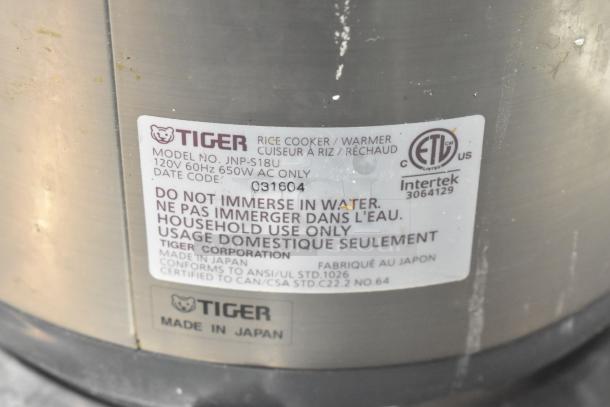 TIGER RICE COOKER / WARMER
CUISEUR À RIZ / RÉCHAUD
MODEL NO. JNP-S18U
120V 60Hz 650W AC ONLY
DATE CODE: 031604
C ETL US
LISTED
Intertek
3064129
DO NOT IMMERSE IN WATER.
NE PAS IMMERGER DANS L'EAU.
HOUSEHOLD USE ONLY
USAGE DOMESTIQUE SEULEMENT
TIGER CORPORATION
MADE IN JAPAN FABRIQUÉ AU JAPON
CONFORMS TO ANSI/UL STD.1026
CERTIFIED TO CAN/CSA STD.C22.2 NO.64
TIGER
MADE IN JAPAN